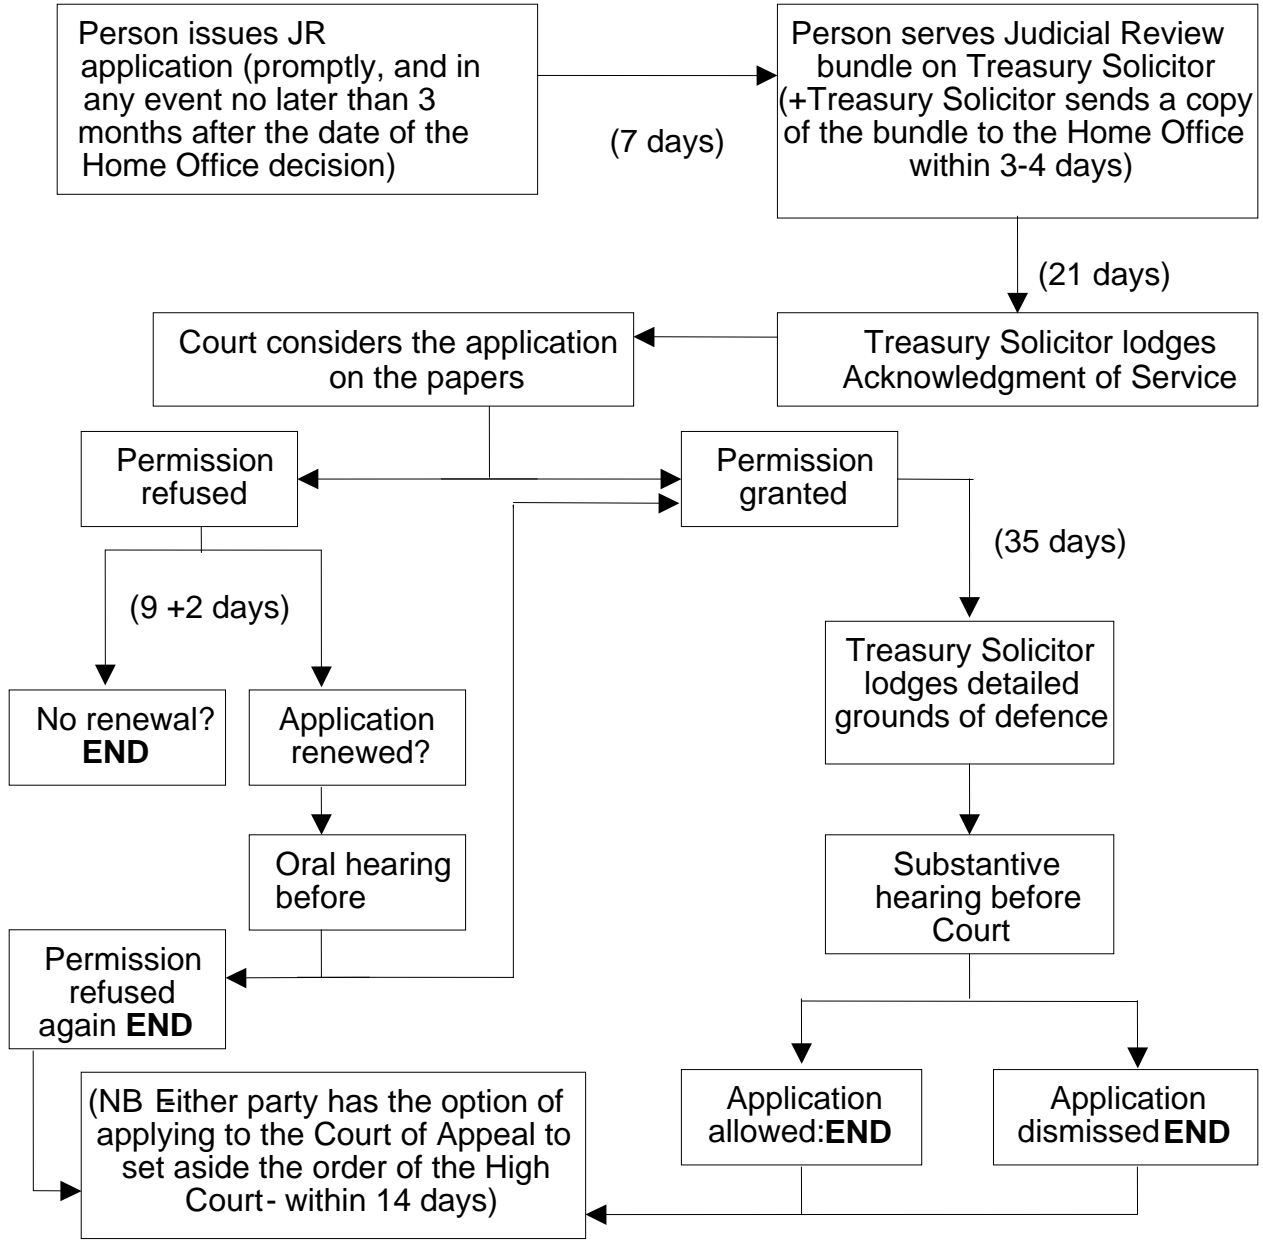 Person issues JR
application (promptly, and in
any event no later than 3
months after the date of the
Home Office decision)
(7 days)
Person serves Judicial Review
bundle on Treasury Solicitor
(+Treasury Solicitor sends a copy
of the bundle to the Home Office
within 3-4 days)
(21 days)
Treasury Solicitor lodges
Acknowledgment of Service
Court considers the application
on the papers
Permission
refused
Permission
granted
(35 days)
(9 +2 days)
No renewal?
END
Application
renewed?
Treasury Solicitor
lodges detailed
grounds of defence
Oral hearing
before
Substantive
hearing before
Court
Permission
refused
again END
Application
allowed:END
Application
dismissed END
(NB Either party has the option of
applying to the Court of Appeal to
set aside the order of the High
Court - within 14 days)